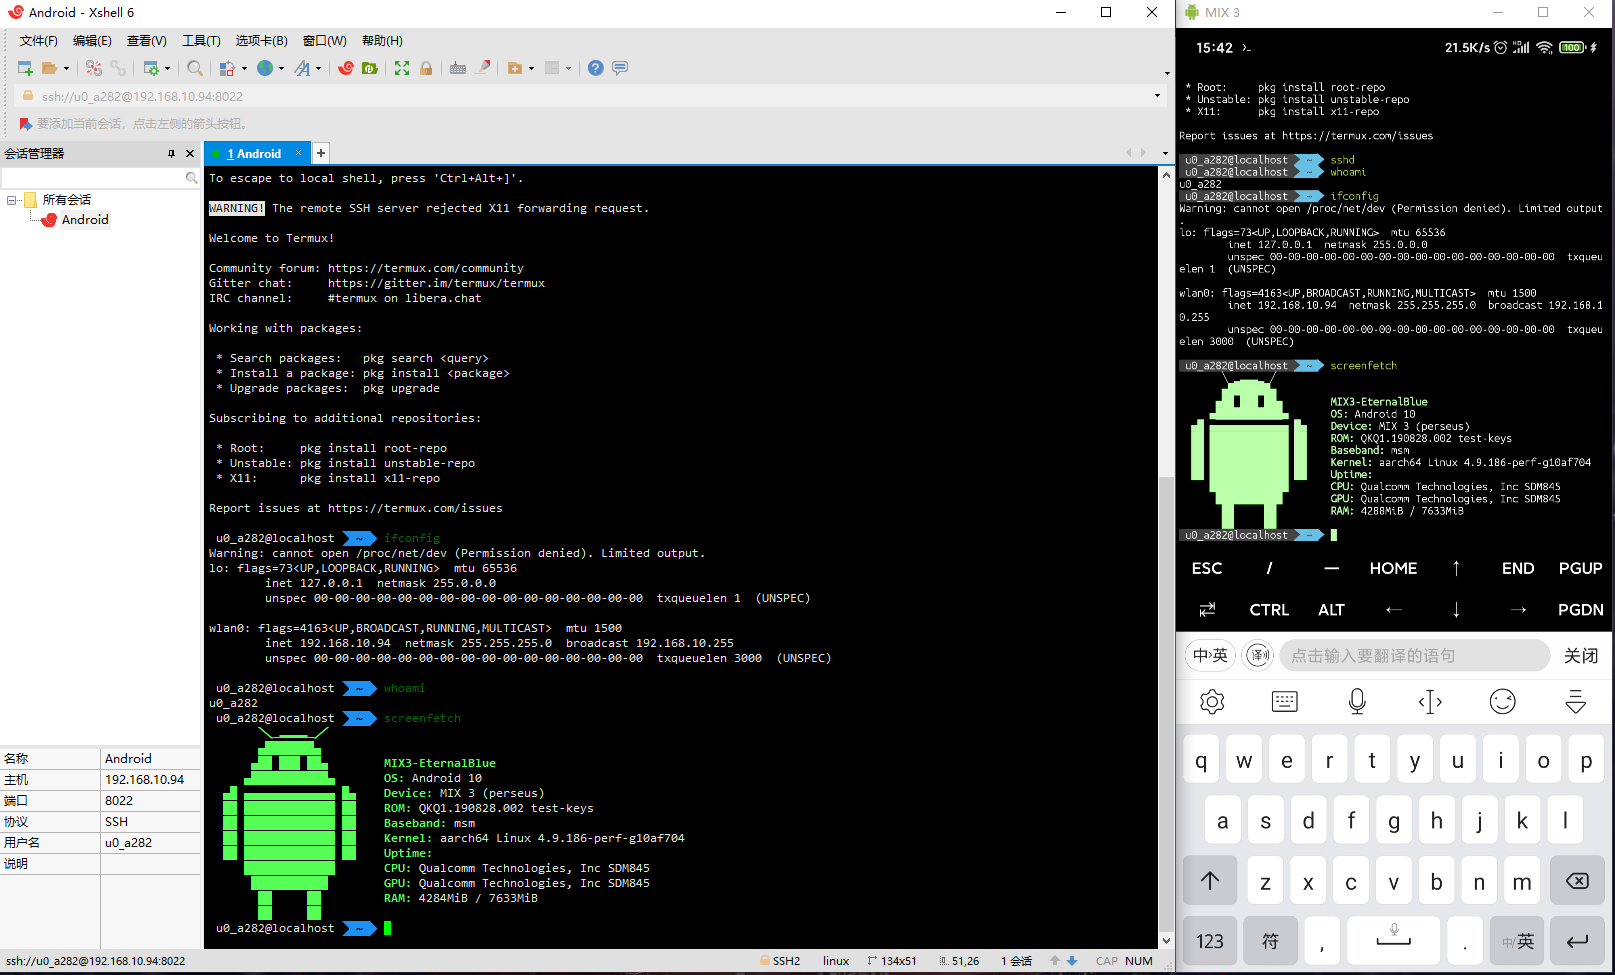 Android - Xshell 6
文件(F) 编辑(E) 查看(V) 工具(T) 选项卡(B) 窗口(W) 帮助(H)
ssh://u0_a282@192.168.10.94:8022
要添加当前会话，点击左侧的箭头按钮。
会话管理器
所有会话
Android
名称 Android
主机 192.168.10.94
端口 8022
协议 SSH
用户名 u0_a282
说明
1 Android
To escape to local shell, press 'Ctrl+Alt+]'.
WARNING! The remote SSH server rejected X11 forwarding request.
Welcome to Termux!
Community forum: https://termux.com/community
Gitter chat: https://gitter.im/termux/termux
IRC channel: #termux on libera.chat
Working with packages:
* Search packages: pkg search <query>
* Install a package: pkg install <package>
* Upgrade packages: pkg upgrade
Subscribing to additional repositories:
* Root: pkg install root-repo
* Unstable: pkg install unstable-repo
* X11: pkg install x11-repo
Report issues at https://termux.com/issues
u0_a282@localhost ~ ifconfig
Warning: cannot open /proc/net/dev (Permission denied). Limited output.
lo: flags=73<UP,LOOPBACK,RUNNING> mtu 65536
inet 127.0.0.1 netmask 255.0.0.0
unspec 00-00-00-00-00-00-00-00-00-00-00-00-00-00-00-00 txqueuelen 1 (UNSPEC)
wlan0: flags=4163<UP,BROADCAST,RUNNING,MULTICAST> mtu 1500
inet 192.168.10.94 netmask 255.255.255.0 broadcast 192.168.10.255
unspec 00-00-00-00-00-00-00-00-00-00-00-00-00-00-00-00 txqueuelen 3000 (UNSPEC)
u0_a282@localhost ~ whoami
u0_a282
u0_a282@localhost ~ screenfetch
MIX3-EternalBlue
OS: Android 10
Device: MIX 3 (perseus)
ROM: QKQ1.190828.002 test-keys
Baseband: msm
Kernel: aarch64 Linux 4.9.186-perf-g10af704
Uptime:
CPU: Qualcomm Technologies, Inc SDM845
GPU: Qualcomm Technologies, Inc SDM845
RAM: 4284MiB / 7633MiB
u0_a282@localhost ~
ssh://u0_a282@192.168.10.94:8022 SSH2 linux 134x51 51,26 1 会话 CAP NUM
MIX 3
15:42 >_ 21.5K/s HD 100
* Root: pkg install root-repo
* Unstable: pkg install unstable-repo
* X11: pkg install x11-repo
Report issues at https://termux.com/issues
u0_a282@localhost ~ sshd
u0_a282@localhost ~ whoami
u0_a282
u0_a282@localhost ~ ifconfig
Warning: cannot open /proc/net/dev (Permission denied). Limited output
.
lo: flags=73<UP,LOOPBACK,RUNNING> mtu 65536
inet 127.0.0.1 netmask 255.0.0.0
unspec 00-00-00-00-00-00-00-00-00-00-00-00-00-00-00-00 txqueu
elen 1 (UNSPEC)
wlan0: flags=4163<UP,BROADCAST,RUNNING,MULTICAST> mtu 1500
inet 192.168.10.94 netmask 255.255.255.0 broadcast 192.168.1
0.255
unspec 00-00-00-00-00-00-00-00-00-00-00-00-00-00-00-00 txqueu
elen 3000 (UNSPEC)
u0_a282@localhost ~ screenfetch
MIX3-EternalBlue
OS: Android 10
Device: MIX 3 (perseus)
ROM: QKQ1.190828.002 test-keys
Baseband: msm
Kernel: aarch64 Linux 4.9.186-perf-g10af704
Uptime:
CPU: Qualcomm Technologies, Inc SDM845
GPU: Qualcomm Technologies, Inc SDM845
RAM: 4288MiB / 7633MiB
u0_a282@localhost ~
ESC / — HOME ↑ END PGUP
⇄ CTRL ALT ← ↓ → PGDN
中›英 译 点击输入要翻译的语句 关闭
q w e r t y u i o p
a s d f g h j k l
z x c v b n m
123 符 , . 中/英